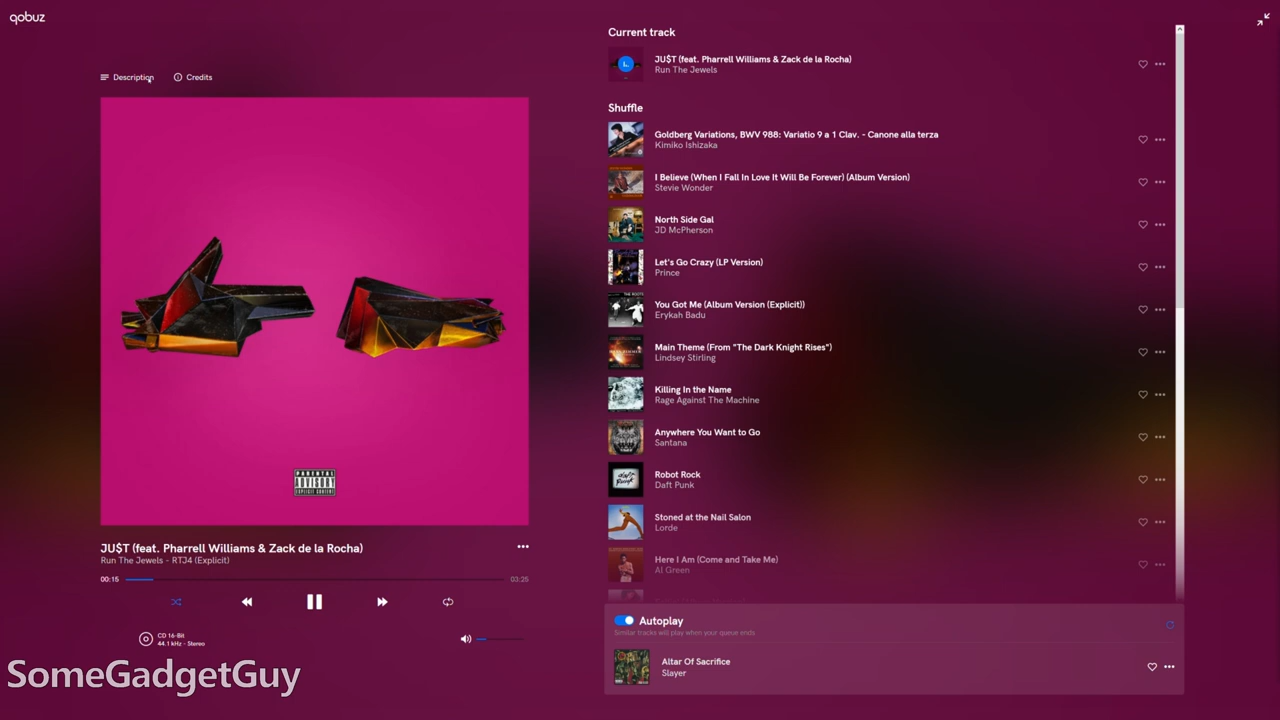 qobuz
Description
Credits
PARENTAL
ADVISORY
EXPLICIT CONTENT
JU$T (feat. Pharrell Williams & Zack de la Rocha)
Run The Jewels - RTJ4 (Explicit)
00:15
03:25
CD 16-Bit
44.1 kHz - Stereo
SomeGadgetGuy
Current track
JU$T (feat. Pharrell Williams & Zack de la Rocha)
Run The Jewels
Shuffle
Goldberg Variations, BWV 988: Variatio 9 a 1 Clav. - Canone alla terza
Kimiko Ishizaka
I Believe (When I Fall In Love It Will Be Forever) (Album Version)
Stevie Wonder
North Side Gal
JD McPherson
Let's Go Crazy (LP Version)
Prince
THE ROOTS
You Got Me (Album Version (Explicit))
Erykah Badu
Main Theme (From "The Dark Knight Rises")
Lindsey Stirling
Killing In the Name
Rage Against The Machine
Anywhere You Want to Go
Santana
daft Punk
Robot Rock
Daft Punk
Stoned at the Nail Salon
Lorde
Here I Am (Come and Take Me)
Al Green
Autoplay
Similar tracks will play when your queue ends
Altar Of Sacrifice
Slayer